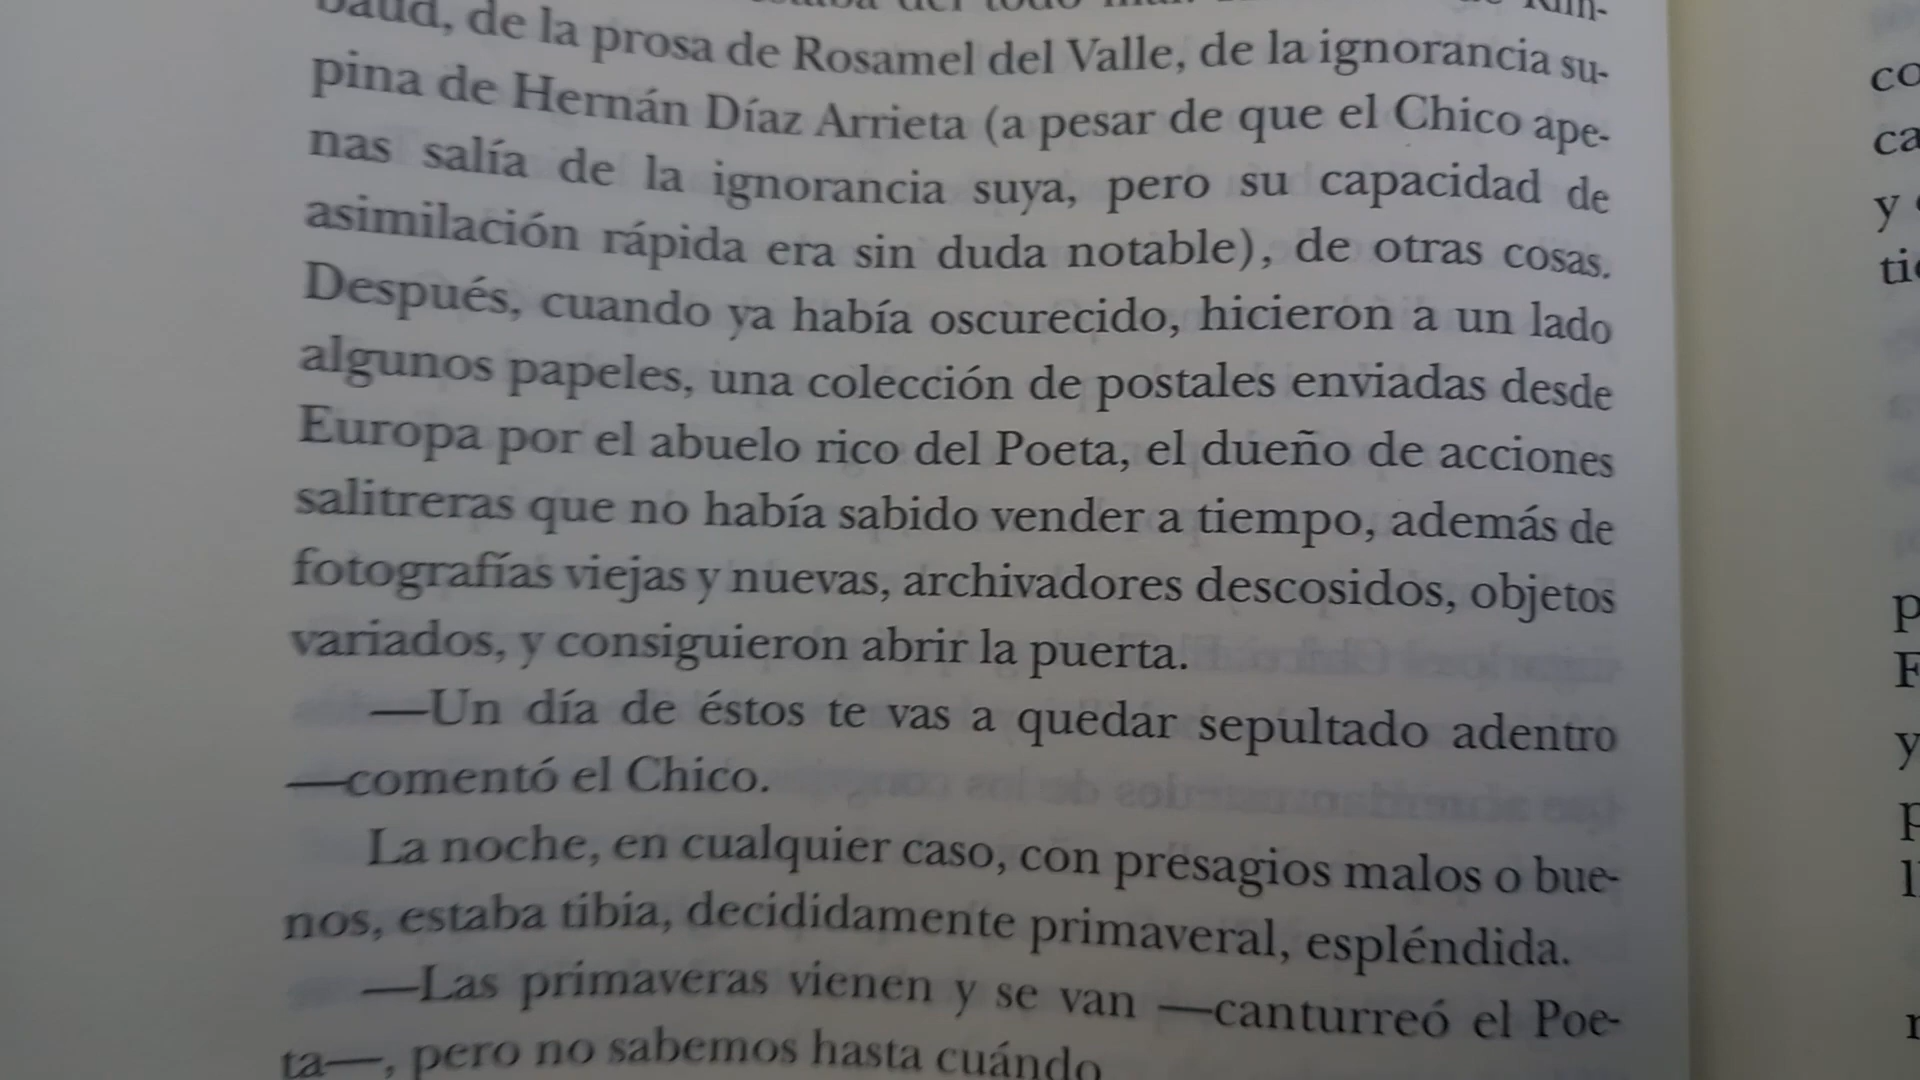 baud, de la prosa de Rosamel del Valle, de la ignorancia su-
pina de Hernán Díaz Arrieta (a pesar de que el Chico ape-
nas salía de la ignorancia suya, pero su capacidad de
asimilación rápida era sin duda notable), de otras cosas.
Después, cuando ya había oscurecido, hicieron a un lado
algunos papeles, una colección de postales enviadas desde
Europa por el abuelo rico del Poeta, el dueño de acciones
salitreras que no había sabido vender a tiempo, además de
fotografías viejas y nuevas, archivadores descosidos, objetos
variados, y consiguieron abrir la puerta.
—Un día de éstos te vas a quedar sepultado adentro
—comentó el Chico.
La noche, en cualquier caso, con presagios malos o bue-
nos, estaba tibia, decididamente primaveral, espléndida.
—Las primaveras vienen y se van —canturreó el Poe-
ta—, pero no sabemos hasta cuándo